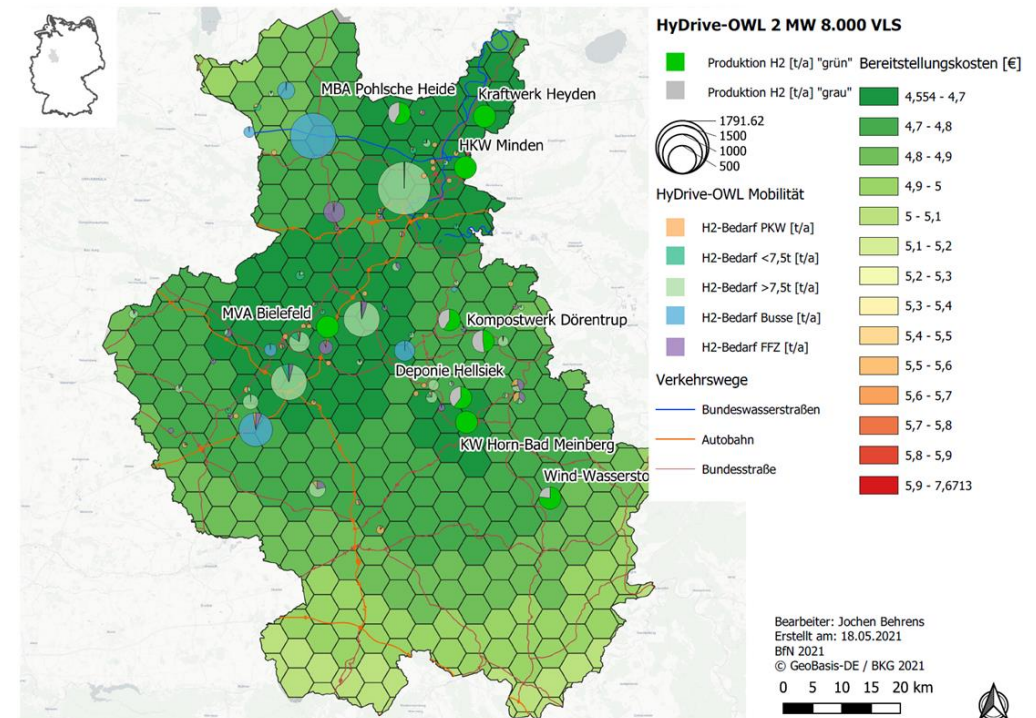 HyDrive-OWL 2 MW 8.000 VLS
Produktion H2 [t/a] "grün"
Produktion H2 [t/a] "grau"
1791.62
1500
1000
500
HyDrive-OWL Mobilität
H2-Bedarf PKW [t/a]
H2-Bedarf <7,5t [t/a]
H2-Bedarf >7,5t [t/a]
H2-Bedarf Busse [t/a]
H2-Bedarf FFZ [t/a]
Verkehrswege
Bundeswasserstraßen
Autobahn
Bundesstraße
Bereitstellungskosten [€]
4,554 - 4,7
4,7 - 4,8
4,8 - 4,9
4,9 - 5
5 - 5,1
5,1 - 5,2
5,2 - 5,3
5,3 - 5,4
5,4 - 5,5
5,5 - 5,6
5,6 - 5,7
5,7 - 5,8
5,8 - 5,9
5,9 - 7,6713
MBA Pohlsche Heide
Kraftwerk Heyden
HKW Minden
MVA Bielefeld
Kompostwerk Dörentrup
Deponie Hellsiek
KW Horn-Bad Meinberg
Wind-Wassersto
Bearbeiter: Jochen Behrens
Erstellt am: 18.05.2021
BfN 2021
© GeoBasis-DE / BKG 2021
0 5 10 15 20 km